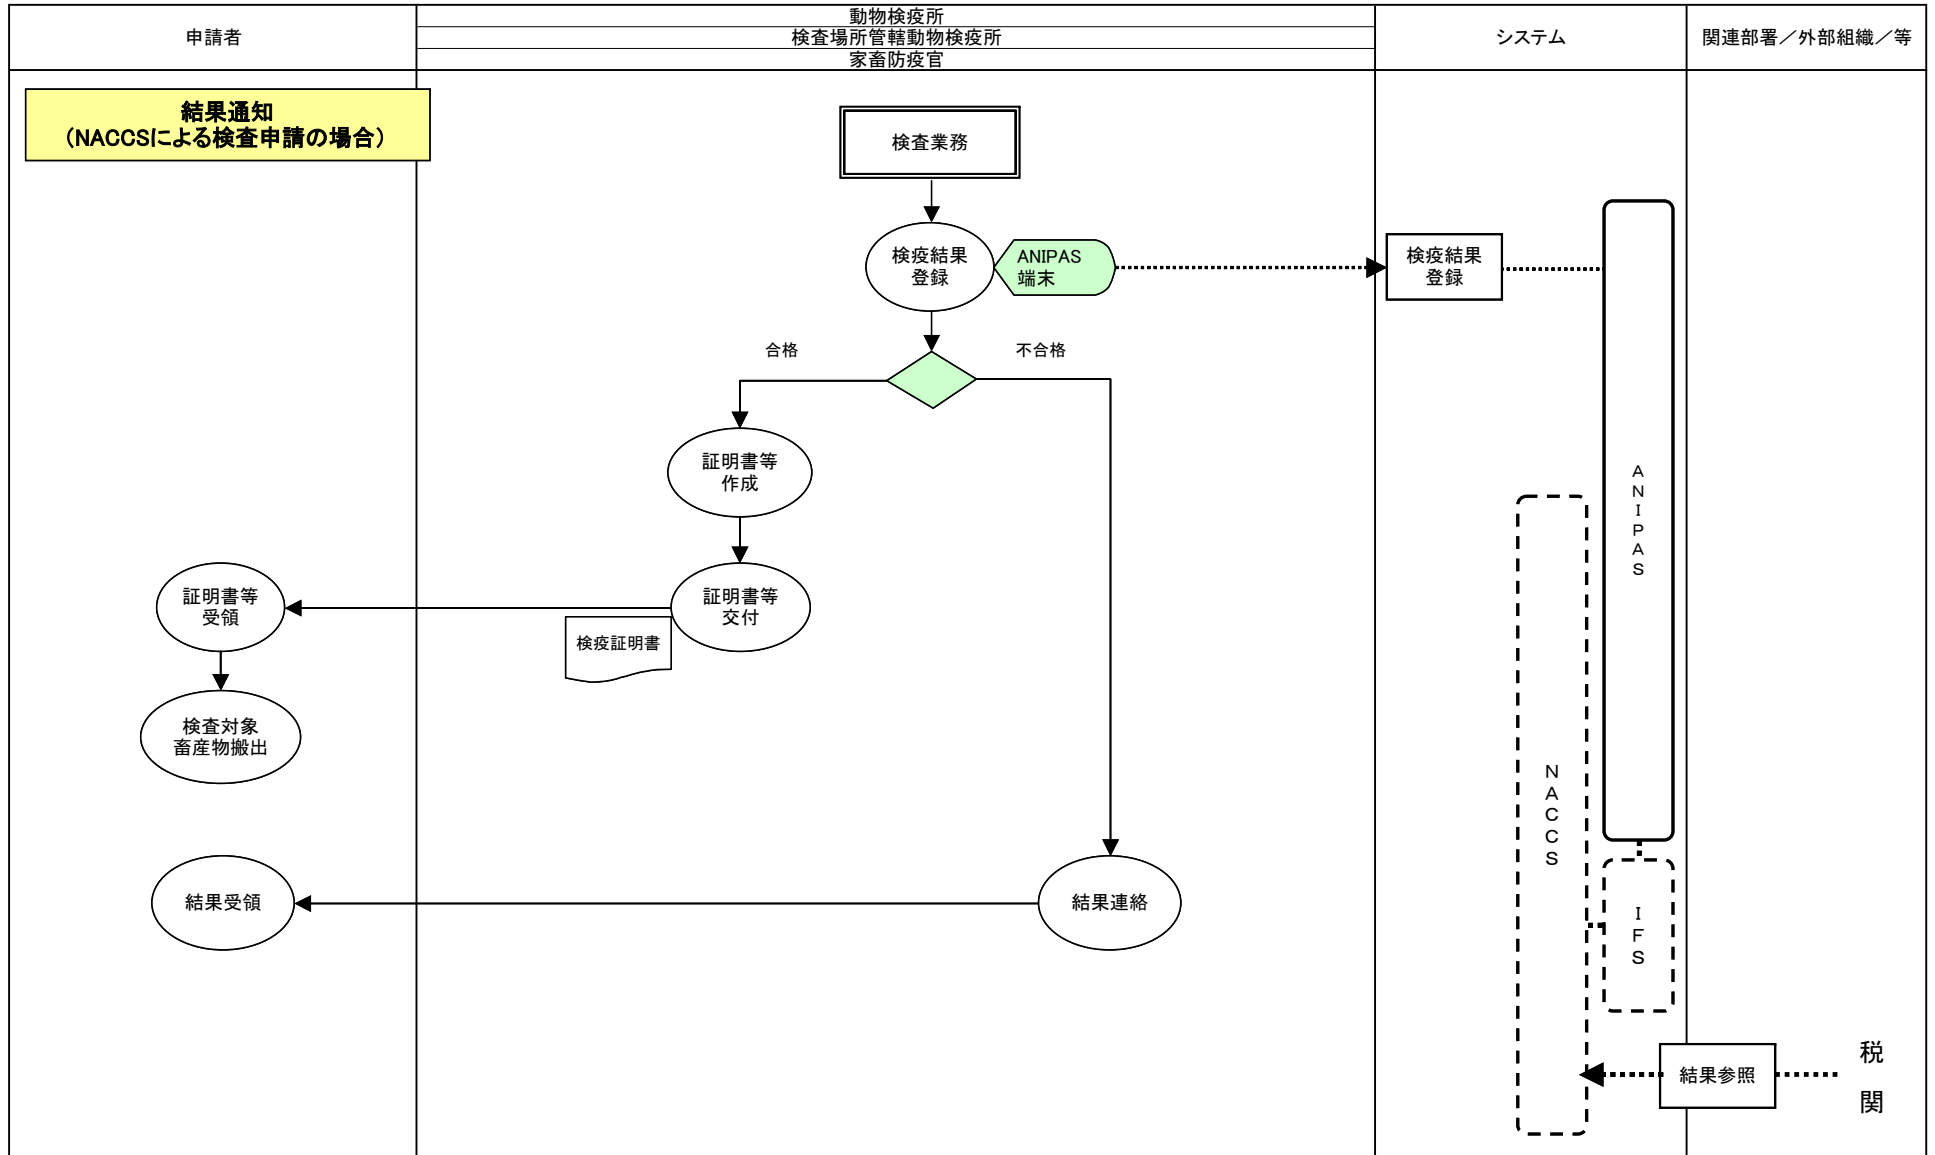 申請者
動物検疫所
検査場所管轄動物検疫所
家畜防疫官
システム
関連部署／外部組織／等
結果通知
（NACCSによる検査申請の場合）
検査業務
検疫結果
登録
ANIPAS
端末
検疫結果
登録
合格
不合格
証明書等
作成
ANIPAS
証明書等
受領
証明書等
交付
検疫証明書
検査対象
畜産物搬出
NACCS
結果受領
結果連絡
IFS
結果参照
税関